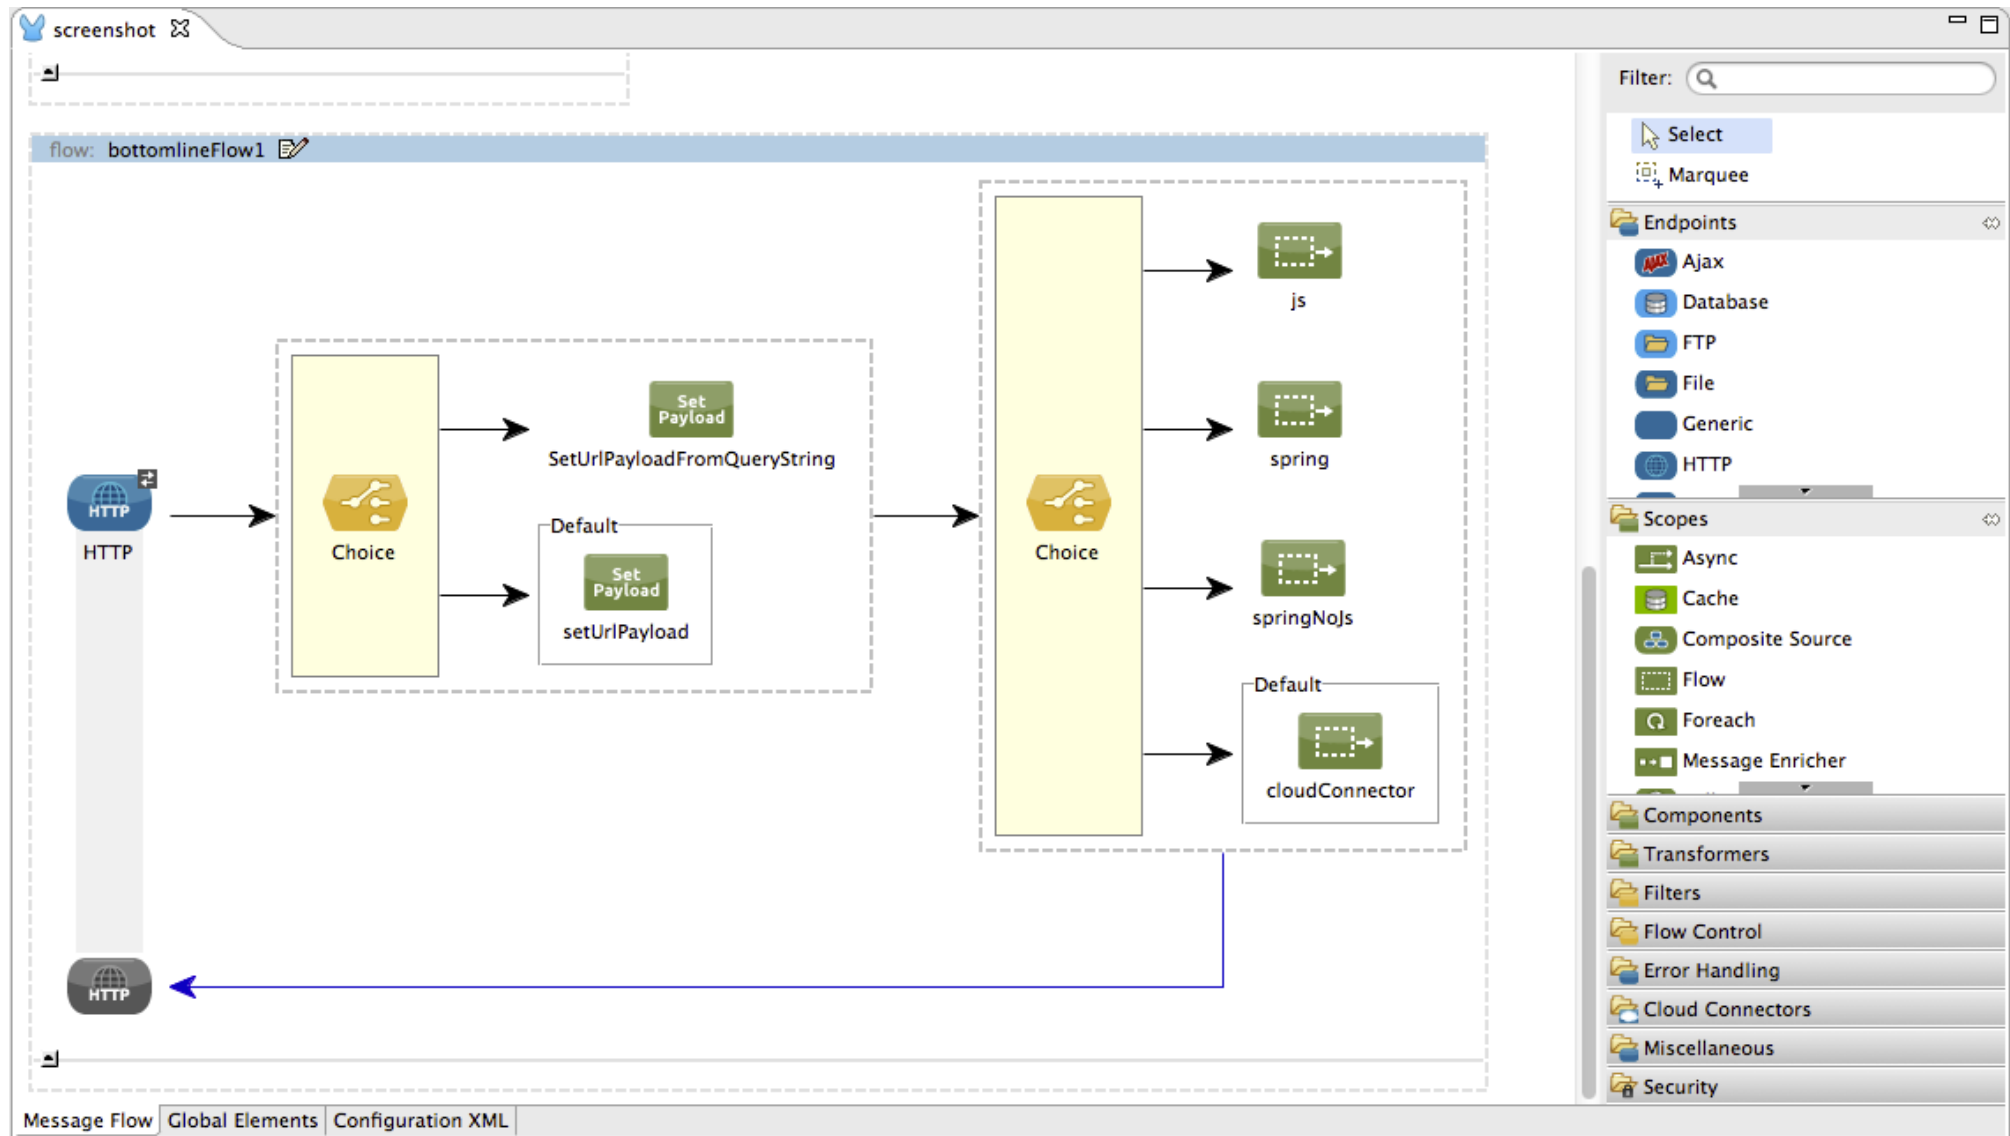 screenshot
flow: bottomlineFlow1
HTTP
HTTP
Choice
Set
Payload
SetUrlPayloadFromQueryString
Default
Set
Payload
setUrlPayload
Choice
js
spring
springNoJs
Default
cloudConnector
HTTP
Filter:
Select
Marquee
Endpoints
AJAX Ajax
Database
FTP
File
Generic
HTTP
Scopes
Async
Cache
Composite Source
Flow
Foreach
Message Enricher
Components
Transformers
Filters
Flow Control
Error Handling
Cloud Connectors
Miscellaneous
Security
Message Flow Global Elements Configuration XML